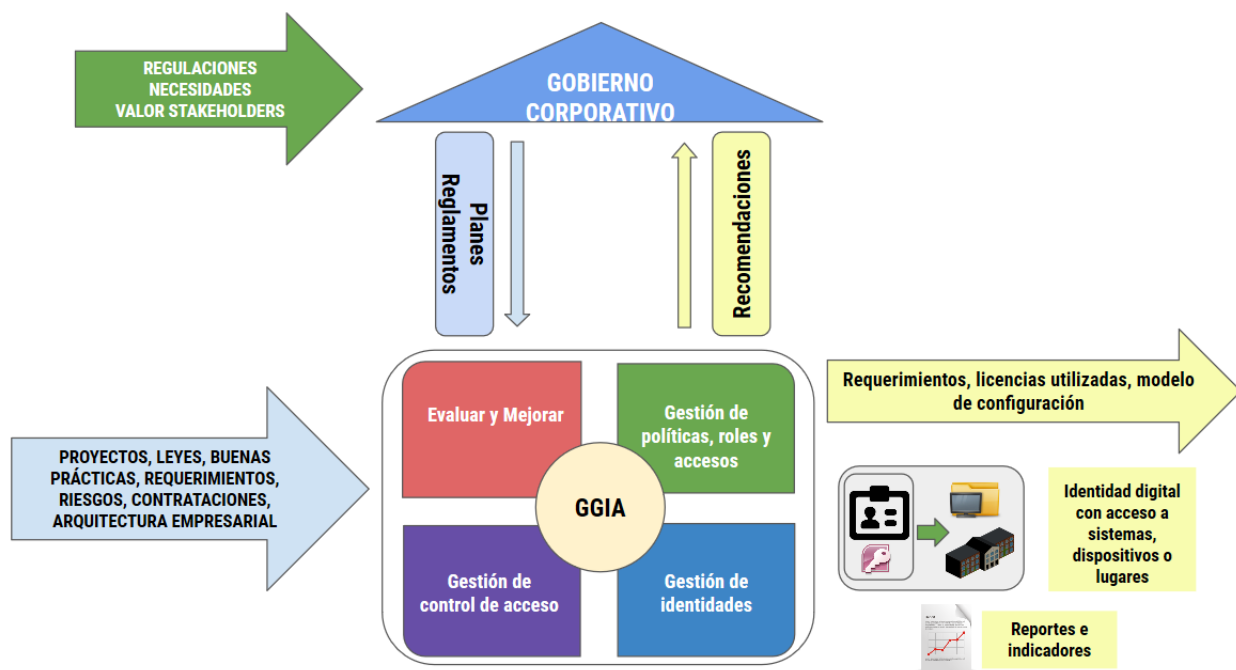 REGULACIONES
NECESIDADES
VALOR STAKEHOLDERS
GOBIERNO
CORPORATIVO
Planes
Reglamentos
Recomendaciones
PROYECTOS, LEYES, BUENAS
PRÁCTICAS, REQUERIMIENTOS,
RIESGOS, CONTRATACIONES,
ARQUITECTURA EMPRESARIAL
Evaluar y Mejorar
Gestión de
políticas, roles y
accesos
GGIA
Gestión de
control de acceso
Gestión de
identidades
Requerimientos, licencias utilizadas, modelo
de configuración
Identidad digital
con acceso a
sistemas,
dispositivos o
lugares
Reportes e
indicadores